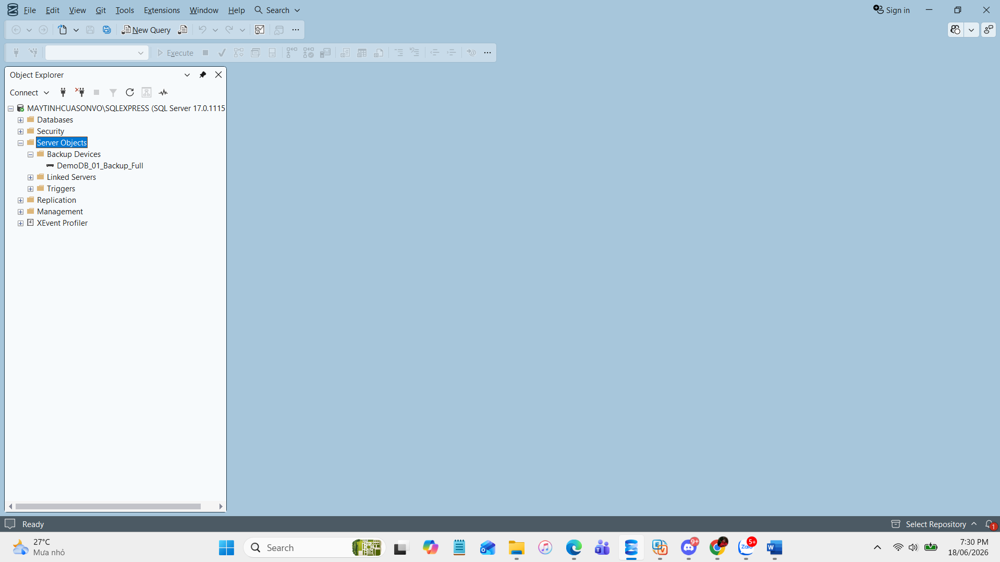 File Edit View Git Tools Extensions Window Help Search Sign in
New Query
Execute
Object Explorer
Connect
MAYTINHCUASONVO\SQLEXPRESS (SQL Server 17.0.1115
Databases
Security
Server Objects
Backup Devices
DemoDB_01_Backup_Full
Linked Servers
Triggers
Replication
Management
XEvent Profiler
Ready Select Repository 1
27°C
Mưa nhỏ
Search
9+
Zalo 5+
7:30 PM
18/06/2026